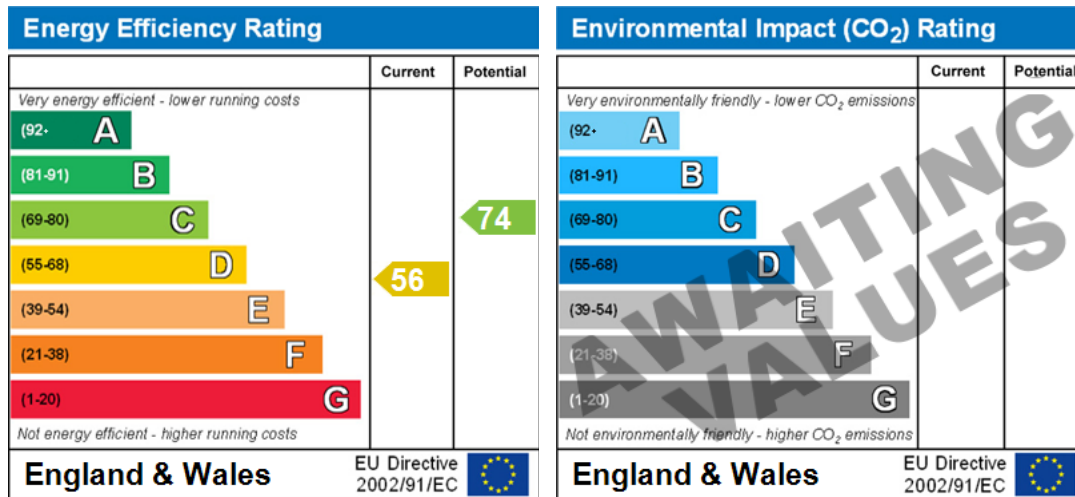 Energy Efficiency Rating
Current Potential
Very energy efficient - lower running costs
(92- A
(81-91) B
(69-80) C
74
(55-68) D
56
(39-54) E
(21-38) F
(1-20) G
Not energy efficient - higher running costs
England & Wales
EU Directive
2002/91/EC
Environmental Impact (CO₂) Rating
Current Potential
Very environmentally friendly - lower CO₂ emissions
(92- A
(81-91) B
(69-80) C
(55-68) D
(39-54) E
(21-38) F
(1-20) G
AWAITING
VALUES
Not environmentally friendly - higher CO₂ emissions
England & Wales
EU Directive
2002/91/EC